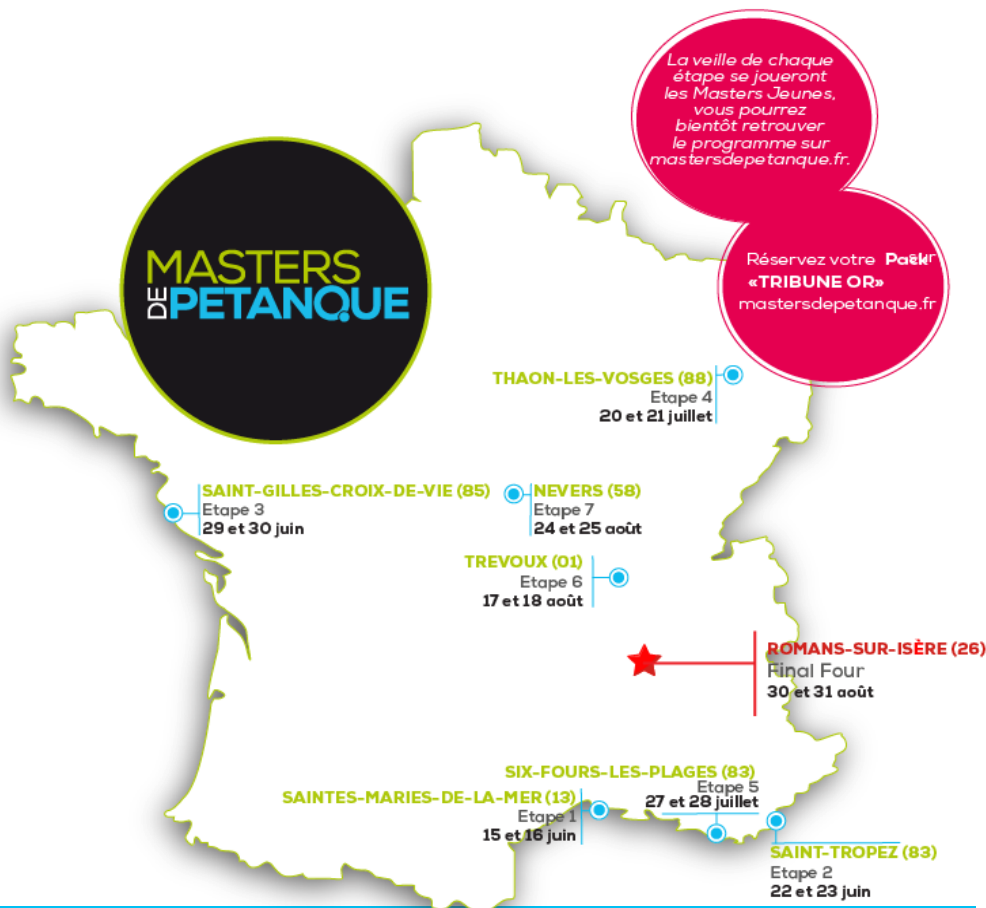 La veille de chaque
étape se joueront
les Masters Jeunes,
vous pourrez
bientôt retrouver
le programme sur
mastersdepetanque.fr.
Réservez votre Pack sur
«TRIBUNE OR»
mastersdepetanque.fr
MASTERS
DE PETANQUE
THAON-LES-VOSGES (88)
Etape 4
20 et 21 juillet
SAINT-GILLES-CROIX-DE-VIE (85)
Etape 3
29 et 30 juin
NEVERS (58)
Etape 7
24 et 25 août
TREVOUX (01)
Etape 6
17 et 18 août
ROMANS-SUR-ISÈRE (26)
Final Four
30 et 31 août
SIX-FOURS-LES-PLAGES (83)
Etape 5
27 et 28 juillet
SAINTES-MARIES-DE-LA-MER (13)
Etape 1
15 et 16 juin
SAINT-TROPEZ (83)
Etape 2
22 et 23 juin